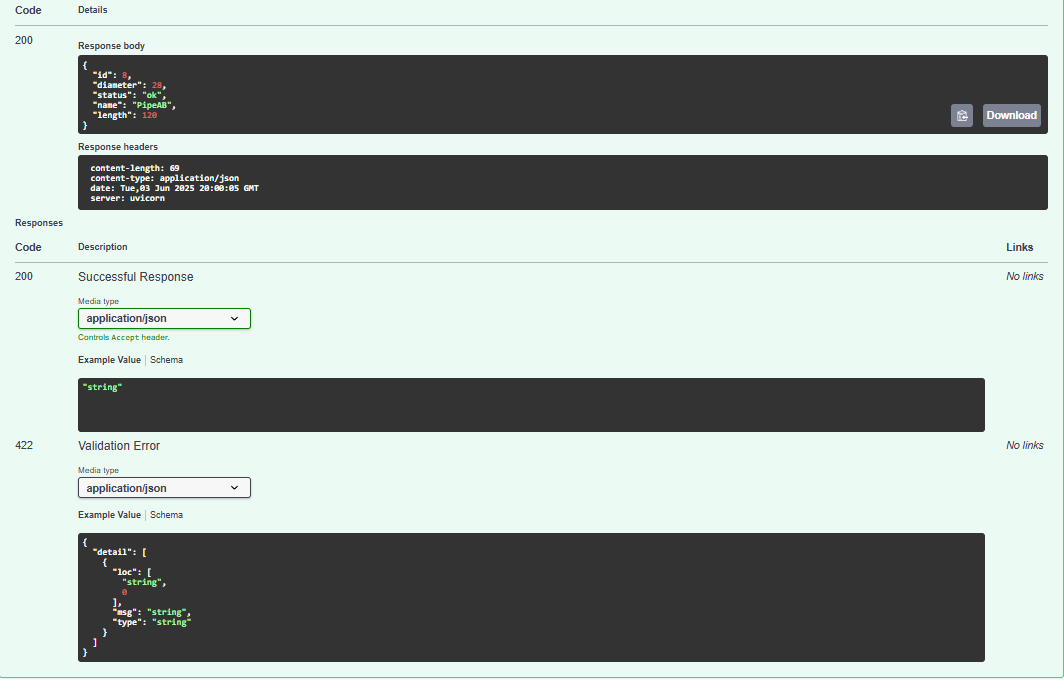 Code Details
200
Response body
{
  "id": 8,
  "diameter": 28,
  "status": "ok",
  "name": "PipeAB",
  "length": 120
}
Download
Response headers
content-length: 69
content-type: application/json
date: Tue,03 Jun 2025 20:00:05 GMT
server: uvicorn
Responses
Code Description Links
200 Successful Response No links
Media type
application/json
Controls Accept header.
Example Value | Schema
"string"
422 Validation Error No links
Media type
application/json
Example Value | Schema
{
  "detail": [
    {
      "loc": [
        "string",
        0
      ],
      "msg": "string",
      "type": "string"
    }
  ]
}